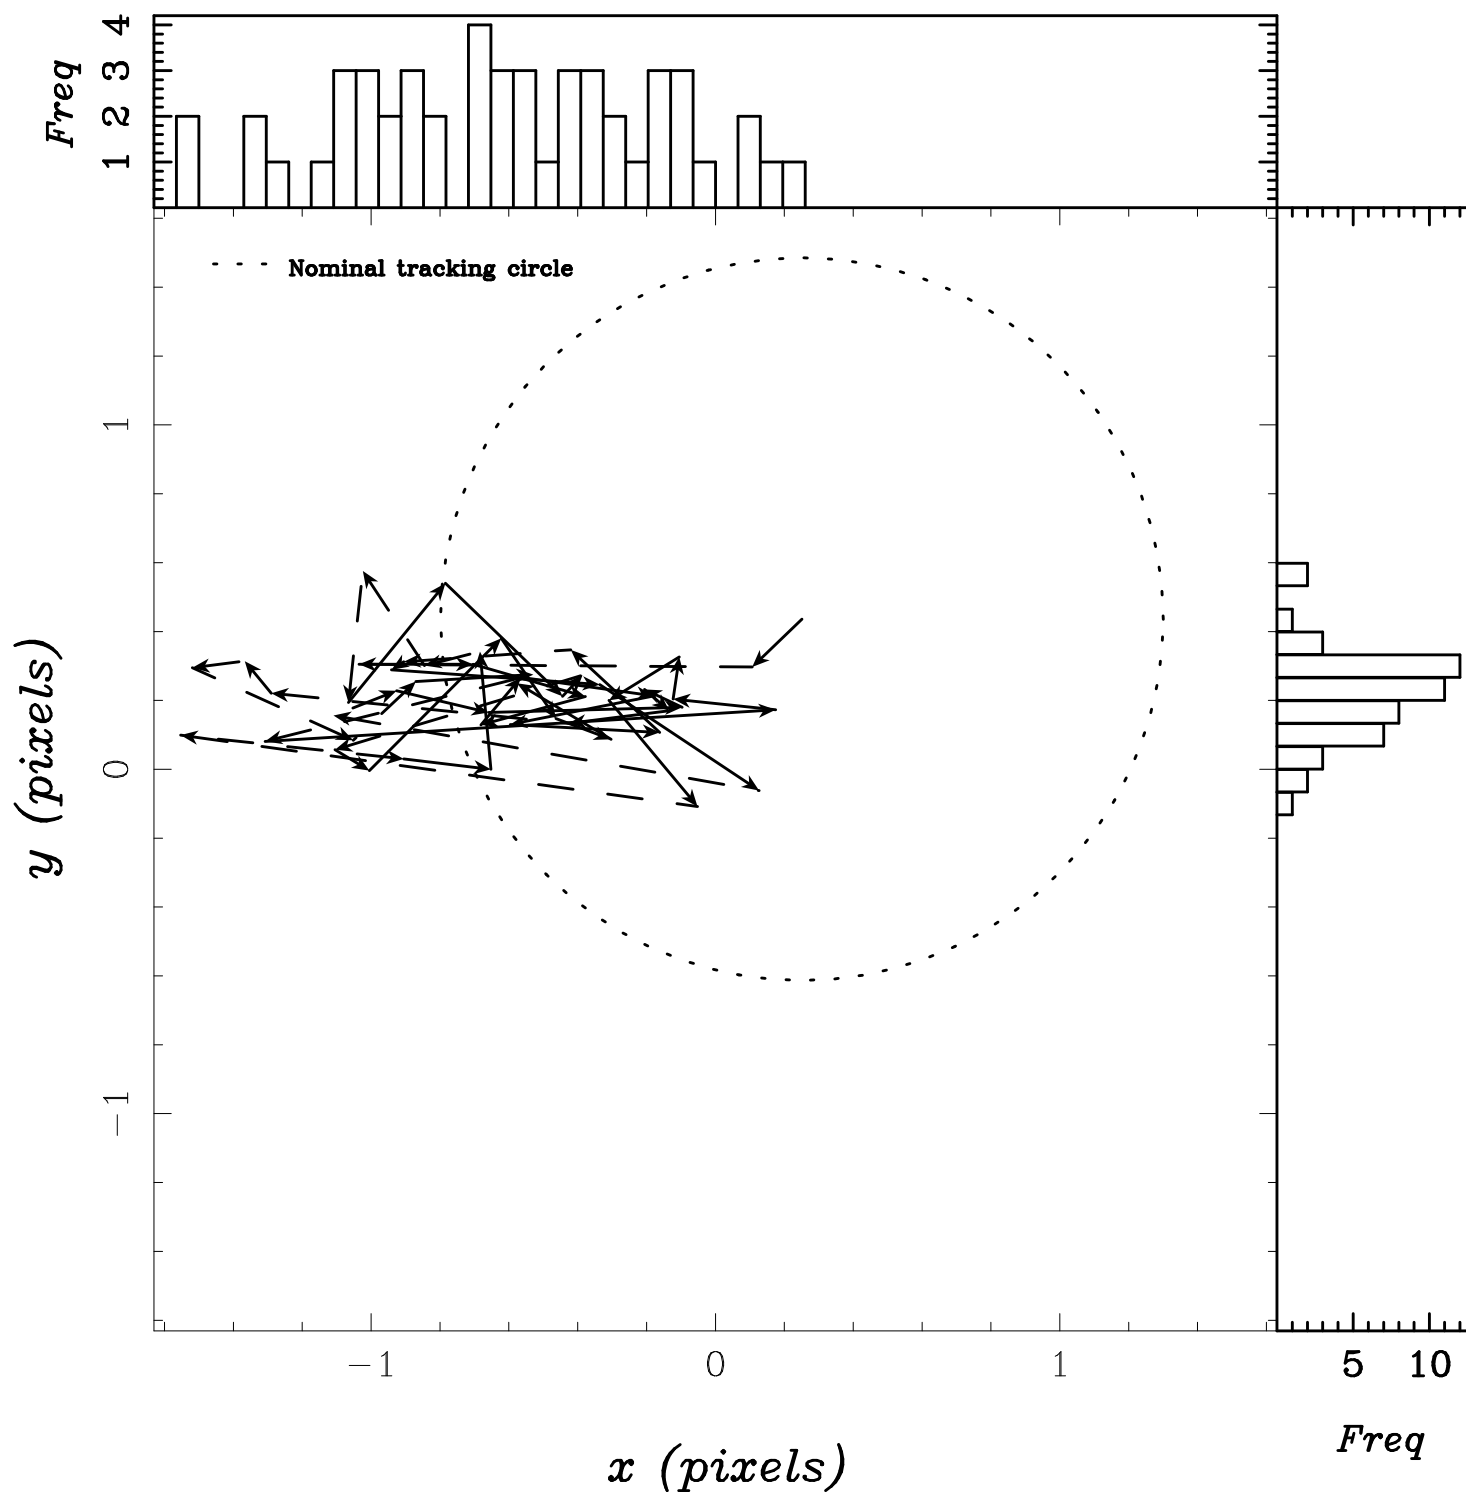 Freq
4
3
2
1
Nominal tracking circle
y (pixels)
1
0
−1
−1 0 1
5 10
Freq
x (pixels)